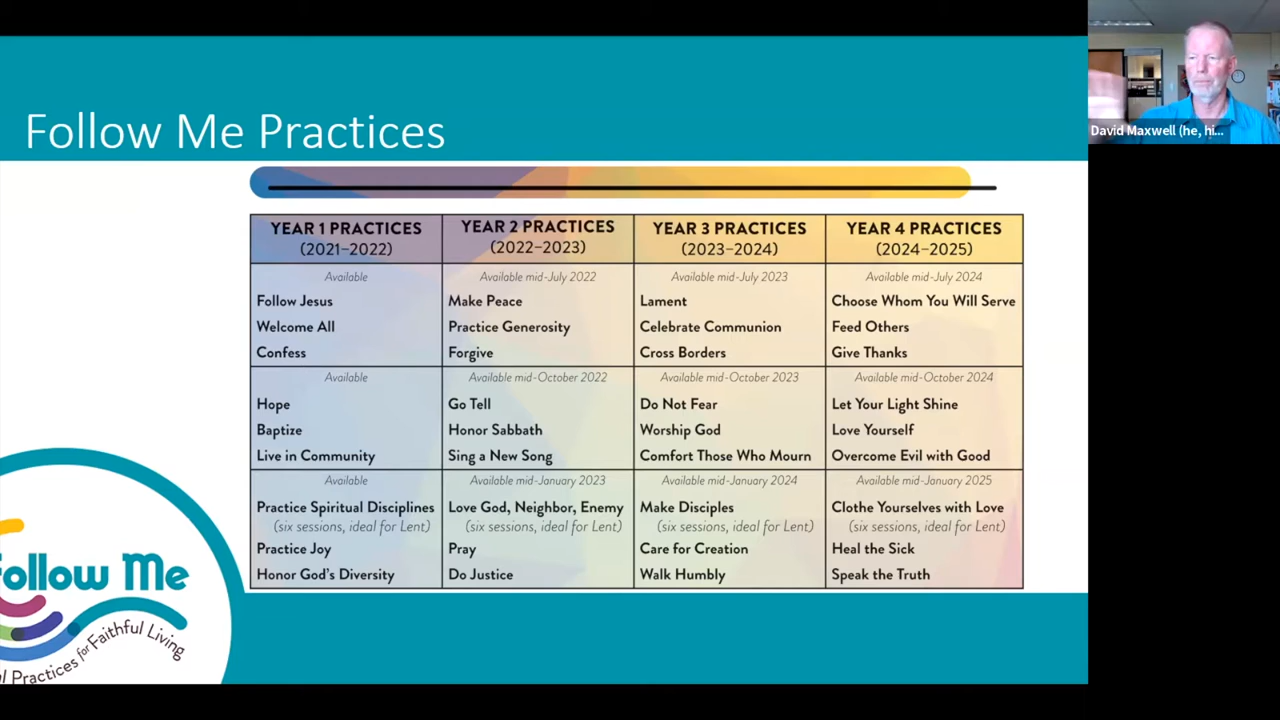 Follow Me Practices
David Maxwell (he, hi...
YEAR 1 PRACTICES
(2021–2022)
YEAR 2 PRACTICES
(2022–2023)
YEAR 3 PRACTICES
(2023–2024)
YEAR 4 PRACTICES
(2024–2025)
Available
Available mid-July 2022
Available mid-July 2023
Available mid-July 2024
Follow Jesus
Make Peace
Lament
Choose Whom You Will Serve
Welcome All
Practice Generosity
Celebrate Communion
Feed Others
Confess
Forgive
Cross Borders
Give Thanks
Available
Available mid-October 2022
Available mid-October 2023
Available mid-October 2024
Hope
Go Tell
Do Not Fear
Let Your Light Shine
Baptize
Honor Sabbath
Worship God
Love Yourself
Live in Community
Sing a New Song
Comfort Those Who Mourn
Overcome Evil with Good
Available
Available mid-January 2023
Available mid-January 2024
Available mid-January 2025
Practice Spiritual Disciplines
(six sessions, ideal for Lent)
Love God, Neighbor, Enemy
(six sessions, ideal for Lent)
Make Disciples
(six sessions, ideal for Lent)
Clothe Yourselves with Love
(six sessions, ideal for Lent)
Practice Joy
Pray
Care for Creation
Heal the Sick
Honor God's Diversity
Do Justice
Walk Humbly
Speak the Truth
Follow Me
Practices for Faithful Living